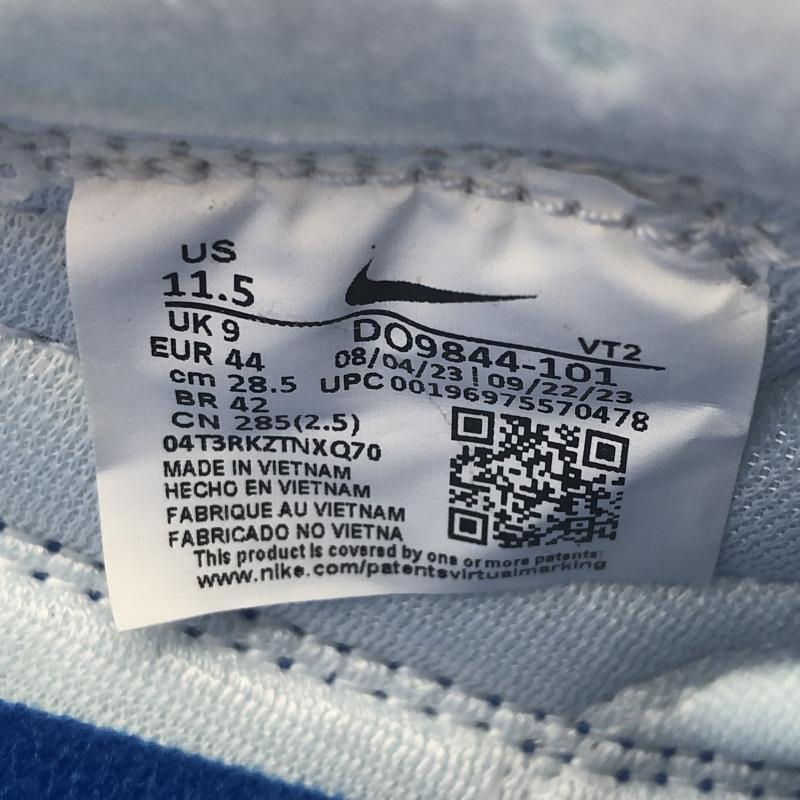 US
11.5
VT2
UK 9
DO9844-101
EUR 44
08/04/23 | 09/22/23
cm 28.5
UPC 00196975570478
BR 42
CN 285(2.5)
04T3RKZTNXQ70
MADE IN VIETNAM
HECHO EN VIETNAM
FABRIQUE AU VIETNAM
FABRICADO NO VIETNA
This product is covered by one or more patents:
www.nike.com/patentsvirtualmarking